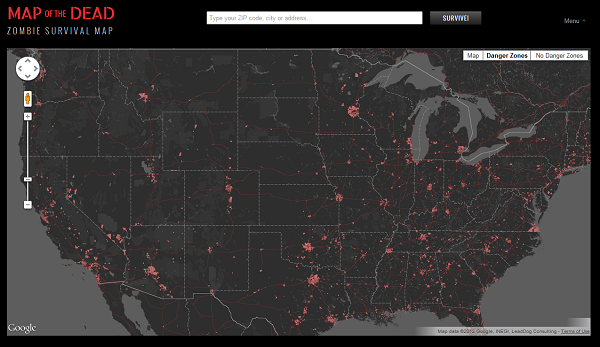 MAP OF THE DEAD
ZOMBIE SURVIVAL MAP
Type your ZIP code, city or address...
SURVIVE!
Menu
Map Danger Zones No Danger Zones
Google
Map data ©2012 Google, INEGI, LeadDog Consulting - Terms of Use